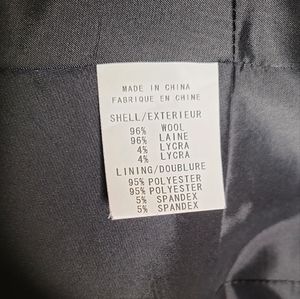 MADE IN CHINA
FABRIQUE EN CHINE
SHELL/EXTERIEUR
96% WOOL
96% LAINE
4% LYCRA
4% LYCRA
LINING/DOUBLURE
95% POLYESTER
95% POLYESTER
5% SPANDEX
5% SPANDEX